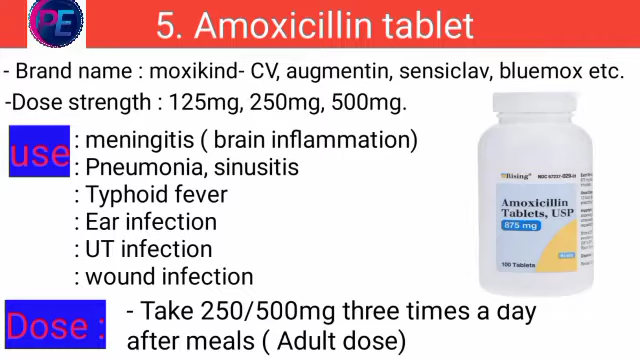 PE
5. Amoxicillin tablet
- Brand name : moxikind- CV, augmentin, sensiclav, bluemox etc.
-Dose strength : 125mg, 250mg, 500mg.
use
: meningitis ( brain inflammation)
: Pneumonia, sinusitis
: Typhoid fever
: Ear infection
: UT infection
: wound infection
Rising®
Amoxicillin
Tablets, USP
875 mg
100 Tablets
Dose :
- Take 250/500mg three times a day
after meals ( Adult dose)